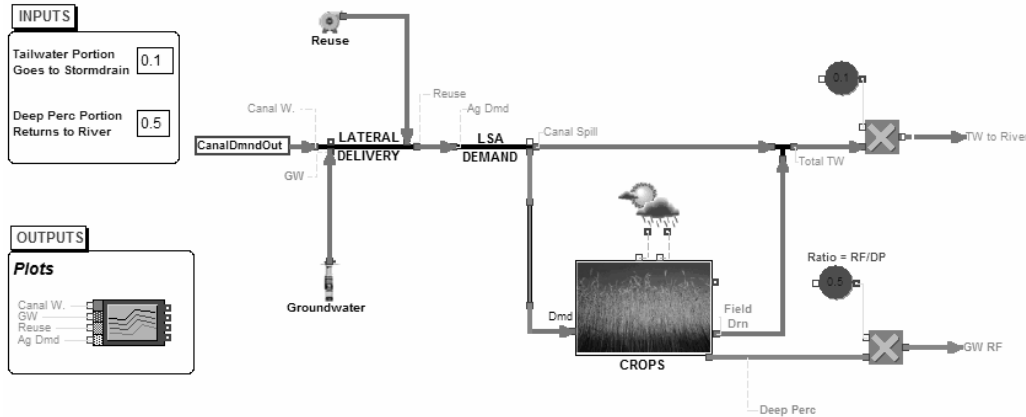 INPUTS
Tailwater Portion
Goes to Stormdrain
0.1
Deep Perc Portion
Returns to River
0.5
OUTPUTS
Plots
Canal W.
GW
Reuse
Ag Dmd
Reuse
Canal W.
Reuse
Ag Dmd
CanalDmndOut
LATERAL
DELIVERY
LSA
DEMAND
Canal Spill
GW
Groundwater
0.1
TW to River
Total TW
Ratio = RF/DP
0.5
Dmd
Field
Drn
CROPS
GW RF
Deep Perc